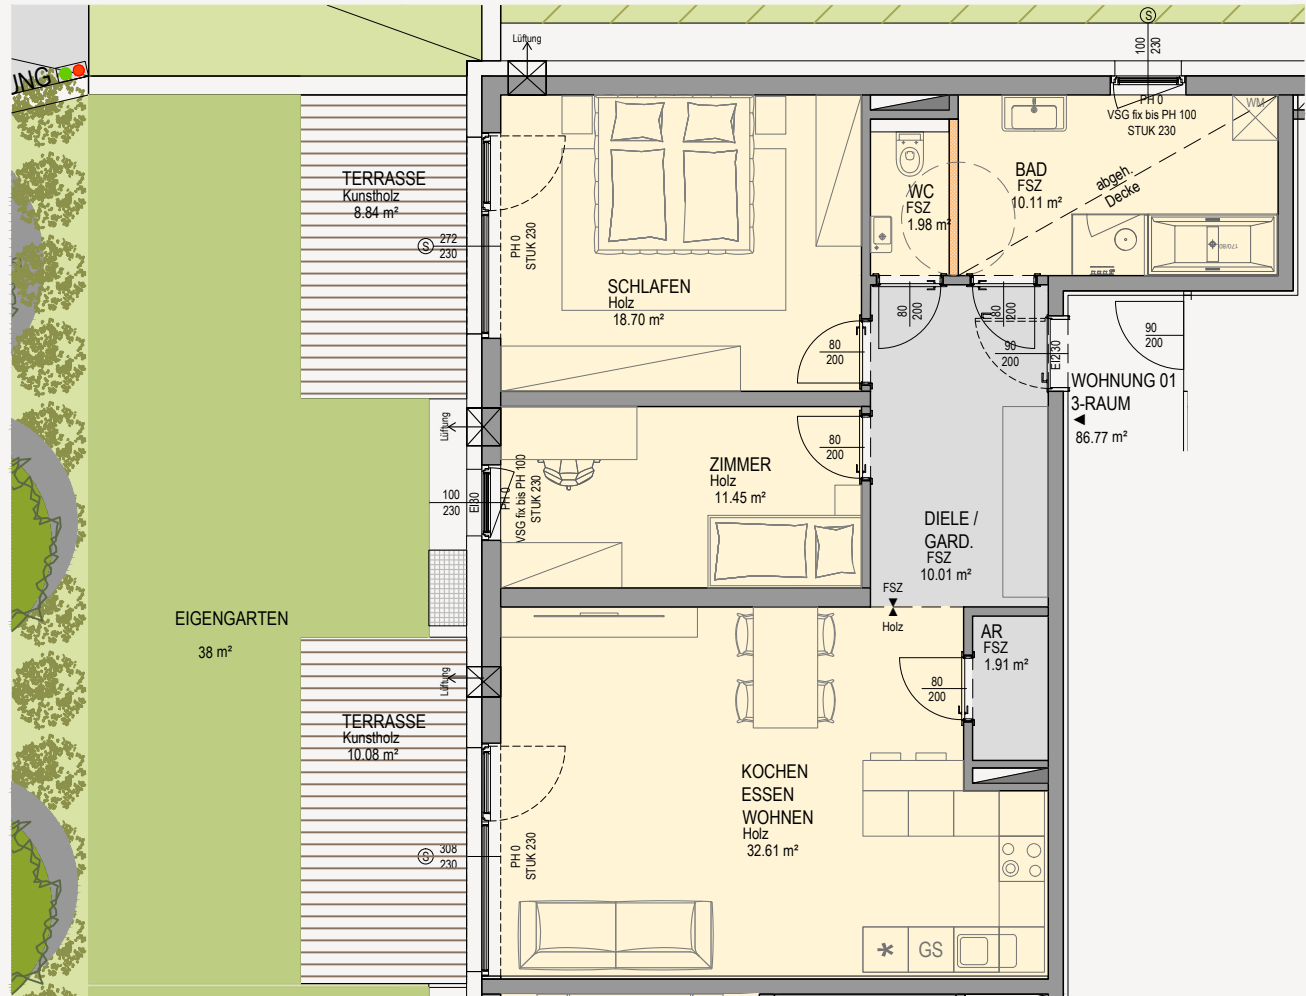 Lüftung
S
100
230
UNG
PH 0
VSG fix bis PH 100
STUK 230
WM
TERRASSE
Kunstholz
8.84 m²
S
272
230
PH 0
STUK 230
SCHLAFEN
Holz
18.70 m²
WC
FSZ
1.98 m²
BAD
FSZ
10.11 m²
abgeh.
Decke
170/80
80
200
80
200
80
200
90
200
EI230
90
200
WOHNUNG 01
3-RAUM
86.77 m²
Lüftung
100
230
EI30
PH 0
VSG fix bis PH 100
STUK 230
ZIMMER
Holz
11.45 m²
80
200
DIELE /
GARD.
FSZ
10.01 m²
FSZ
Holz
EIGENGARTEN
38 m²
AR
FSZ
1.91 m²
80
200
Lüftung
TERRASSE
Kunstholz
10.08 m²
S
308
230
PH 0
STUK 230
KOCHEN
ESSEN
WOHNEN
Holz
32.61 m²
*
GS